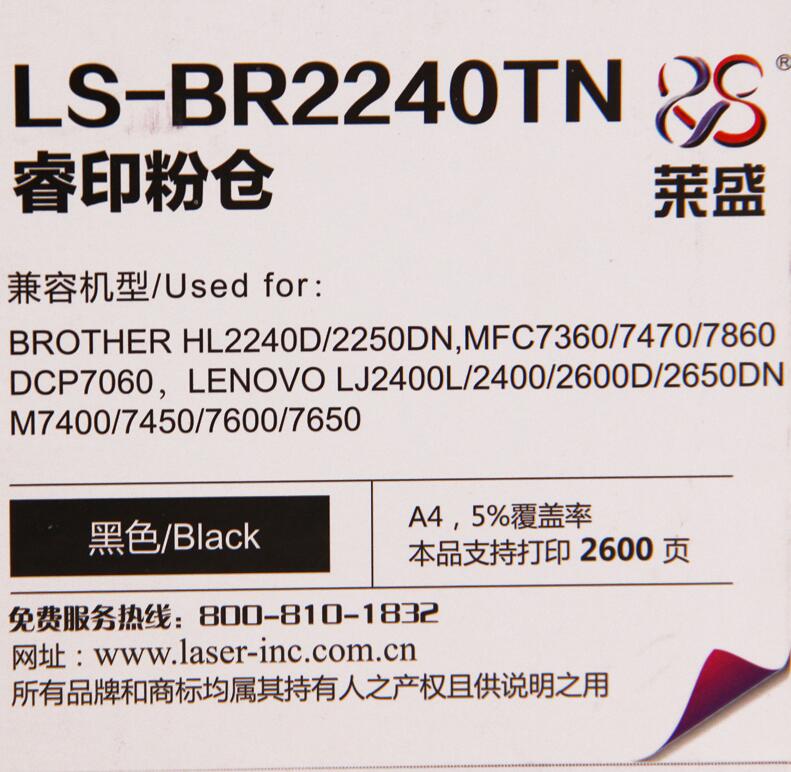 LS-BR2240TN
®
睿印粉仓
莱盛
兼容机型/Used for:
BROTHER HL2240D/2250DN,MFC7360/7470/7860
DCP7060，LENOVO LJ2400L/2400/2600D/2650DN
M7400/7450/7600/7650
黑色/Black
A4，5%覆盖率
本品支持打印 2600 页
免费服务热线：800-810-1832
网址：www.laser-inc.com.cn
所有品牌和商标均属其持有人之产权且供说明之用